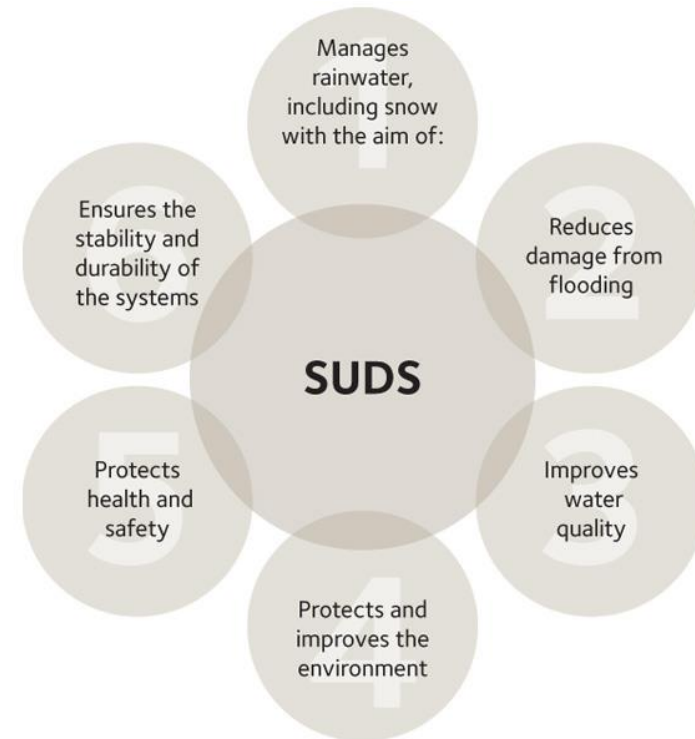 1
Manages
rainwater,
including snow
with the aim of:
2
Reduces
damage from
flooding
3
Improves
water
quality
4
Protects and
improves the
environment
5
Protects
health and
safety
6
Ensures the
stability and
durability of
the systems
SUDS